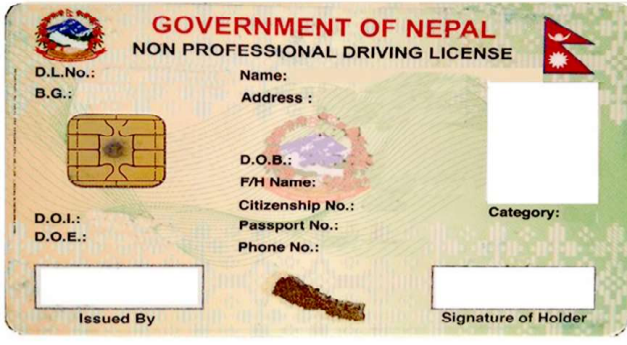 GOVERNMENT OF NEPAL
NON PROFESSIONAL DRIVING LICENSE
D.L.No.:
B.G.:
Name:
Address :
D.O.B.:
F/H Name:
Citizenship No.:
Passport No.:
Phone No.:
D.O.I.:
D.O.E.:
Category:
Issued By
Signature of Holder